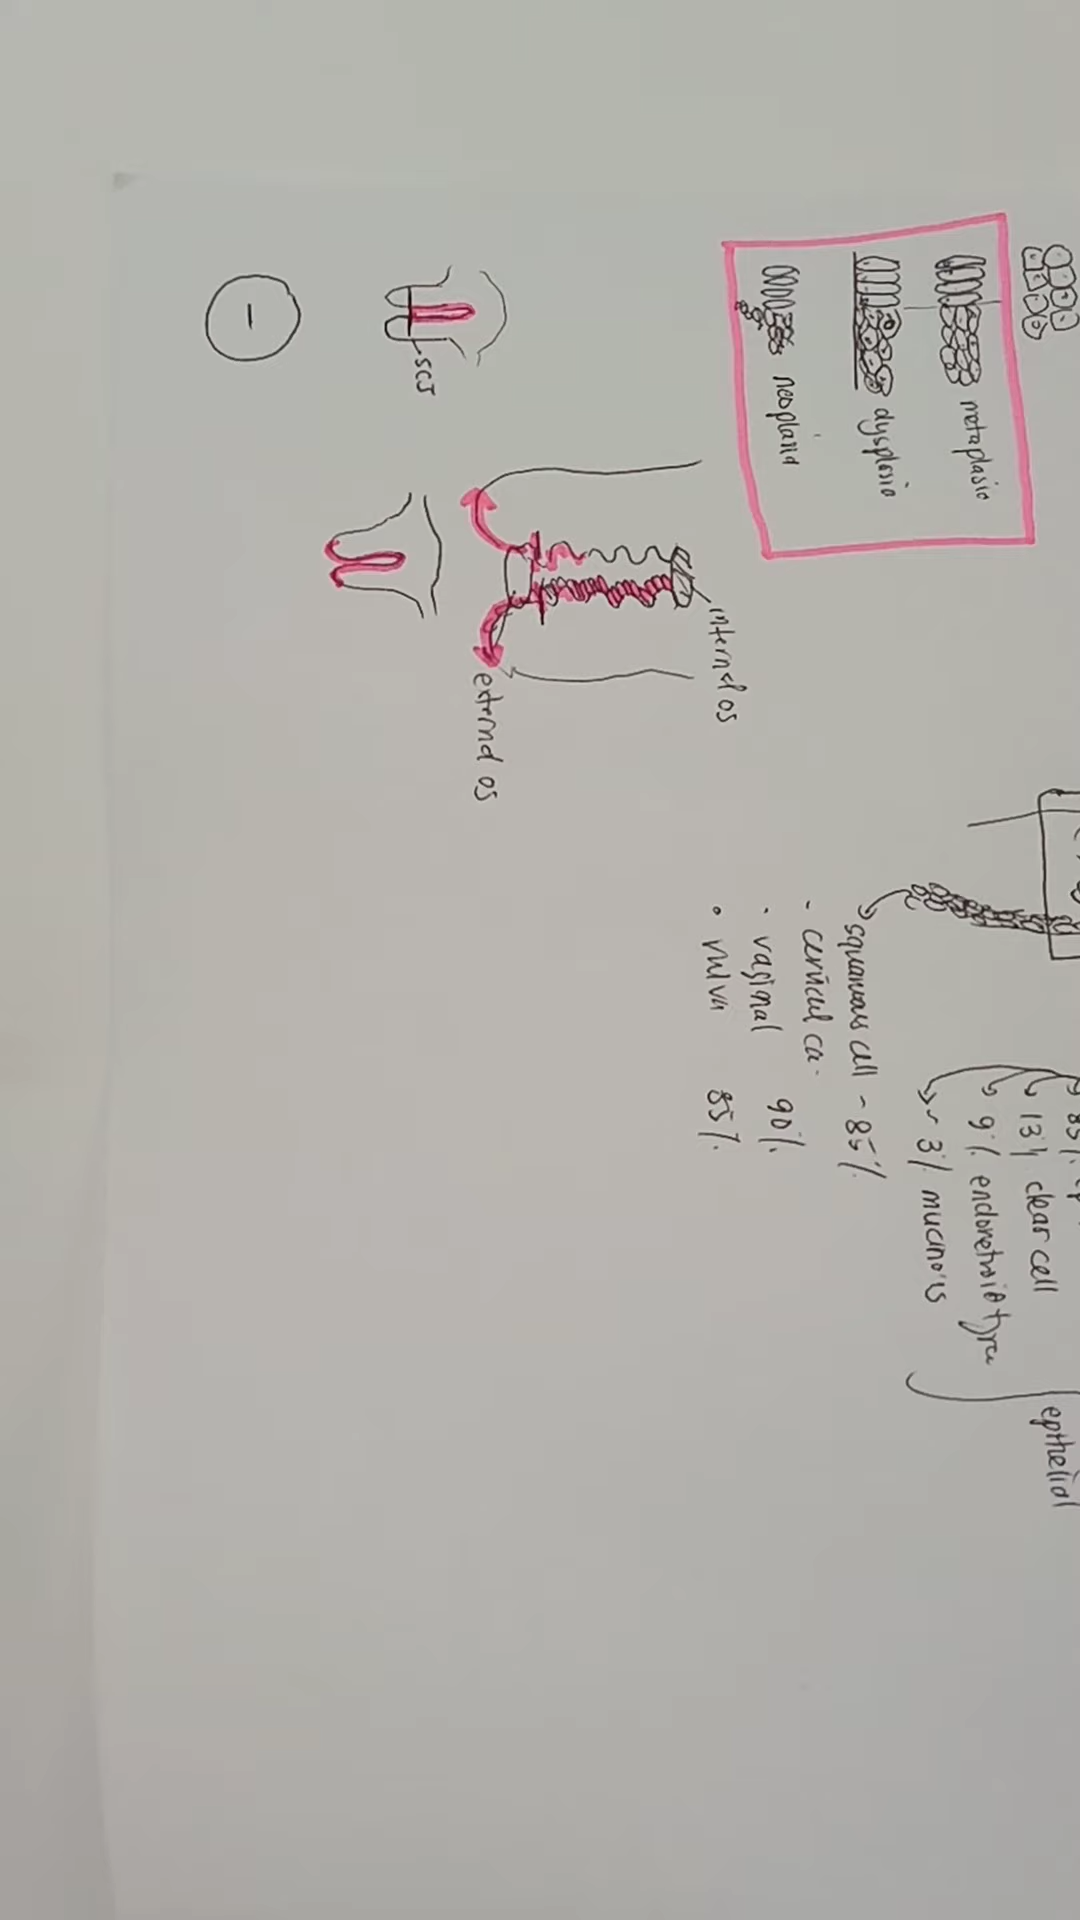 metaplasia
dysplasia
neoplasia
SCJ
internal os
external os
13% clear cell
9% endometrioid type
~ 3% mucinous
epthelial
squamous cell ~ 85%
- cervical ca.
· vaginal 90%
• vulva 85%